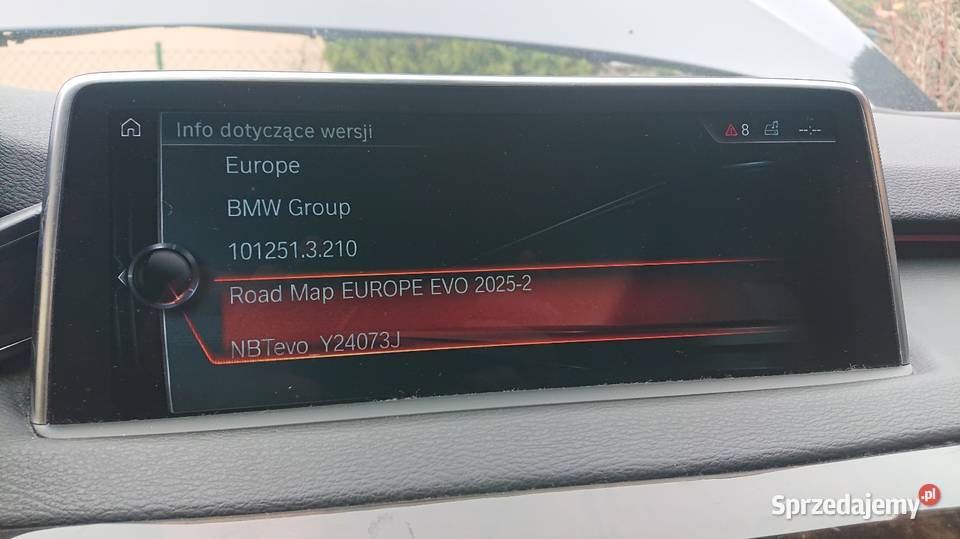 Info dotyczące wersji
8
--:--
Europe
BMW Group
101251.3.210
Road Map EUROPE EVO 2025-2
NBTevo_Y24073J
Sprzedajemy.pl